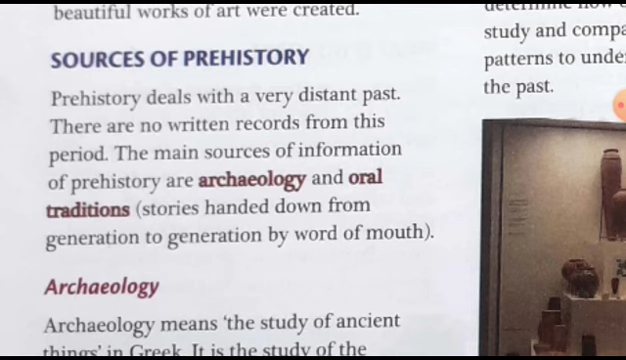 beautiful works of art were created.
SOURCES OF PREHISTORY
Prehistory deals with a very distant past.
There are no written records from this
period. The main sources of information
of prehistory are archaeology and oral
traditions (stories handed down from
generation to generation by word of mouth).
Archaeology
Archaeology means ‘the study of ancient
things’ in Greek. It is the study of the
study and compa
patterns to unde
the past.